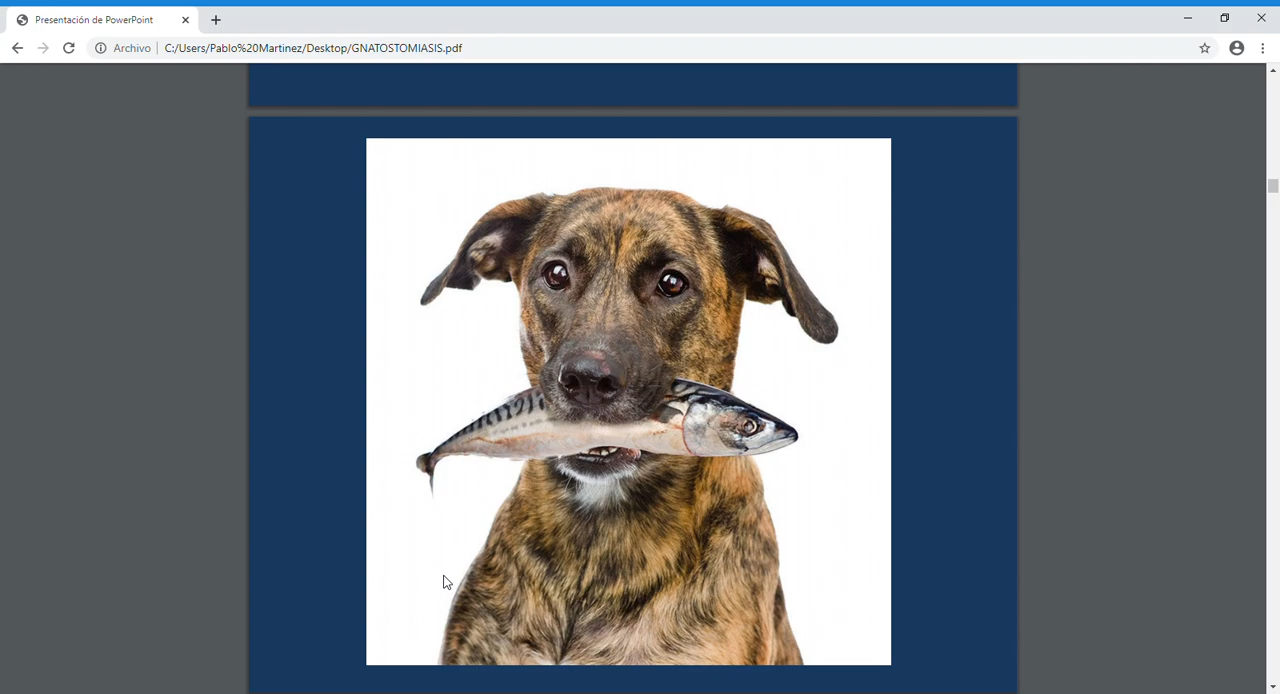 Presentación de PowerPoint
Archivo | C:/Users/Pablo%20Martinez/Desktop/GNATOSTOMIASIS.pdf